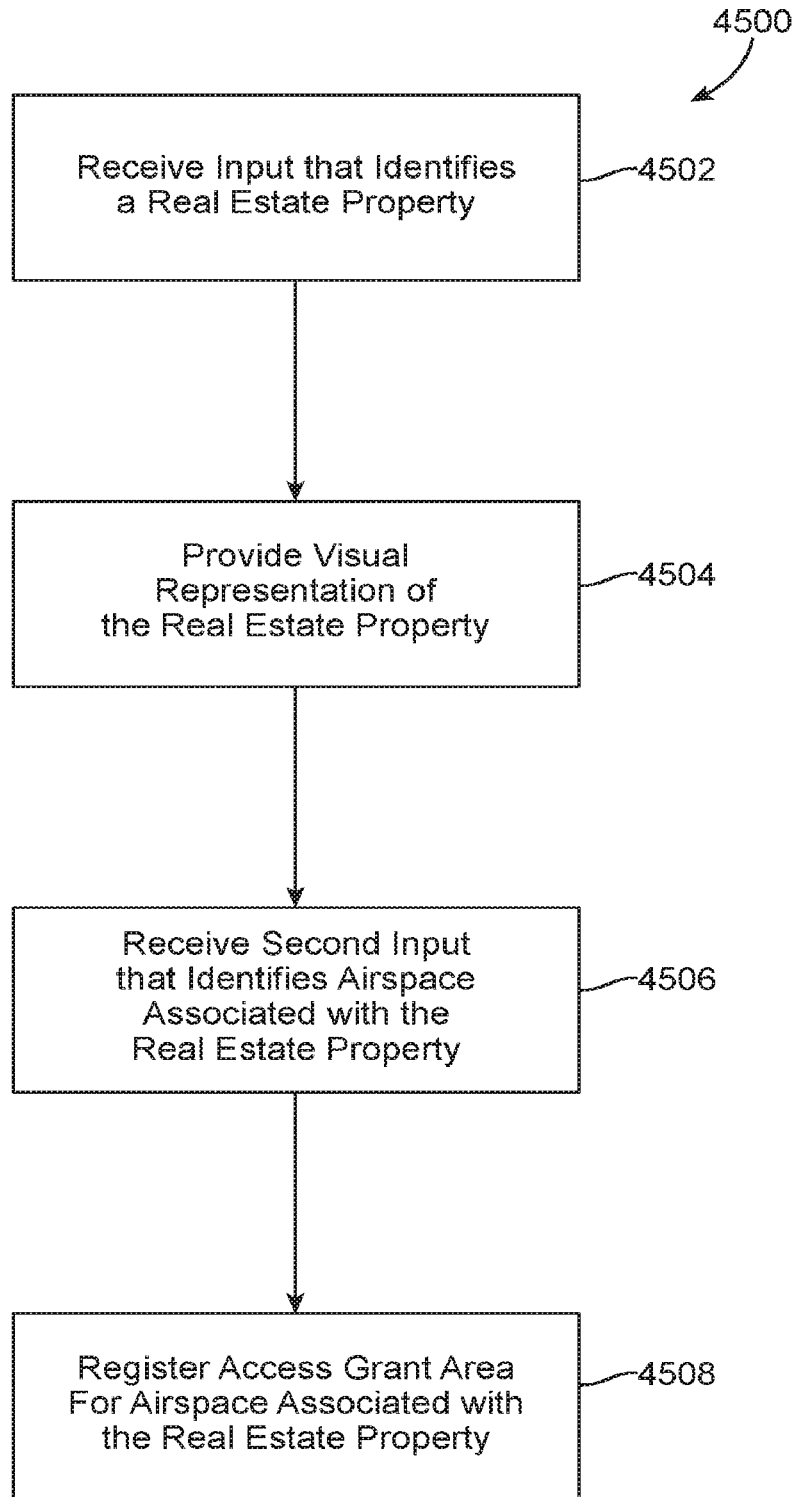 4500
Receive Input that Identifies
a Real Estate Property
4502
Provide Visual
Representation of
the Real Estate Property
4504
Receive Second Input
that Identifies Airspace
Associated with the
Real Estate Property
4506
Register Access Grant Area
For Airspace Associated with
the Real Estate Property
4508